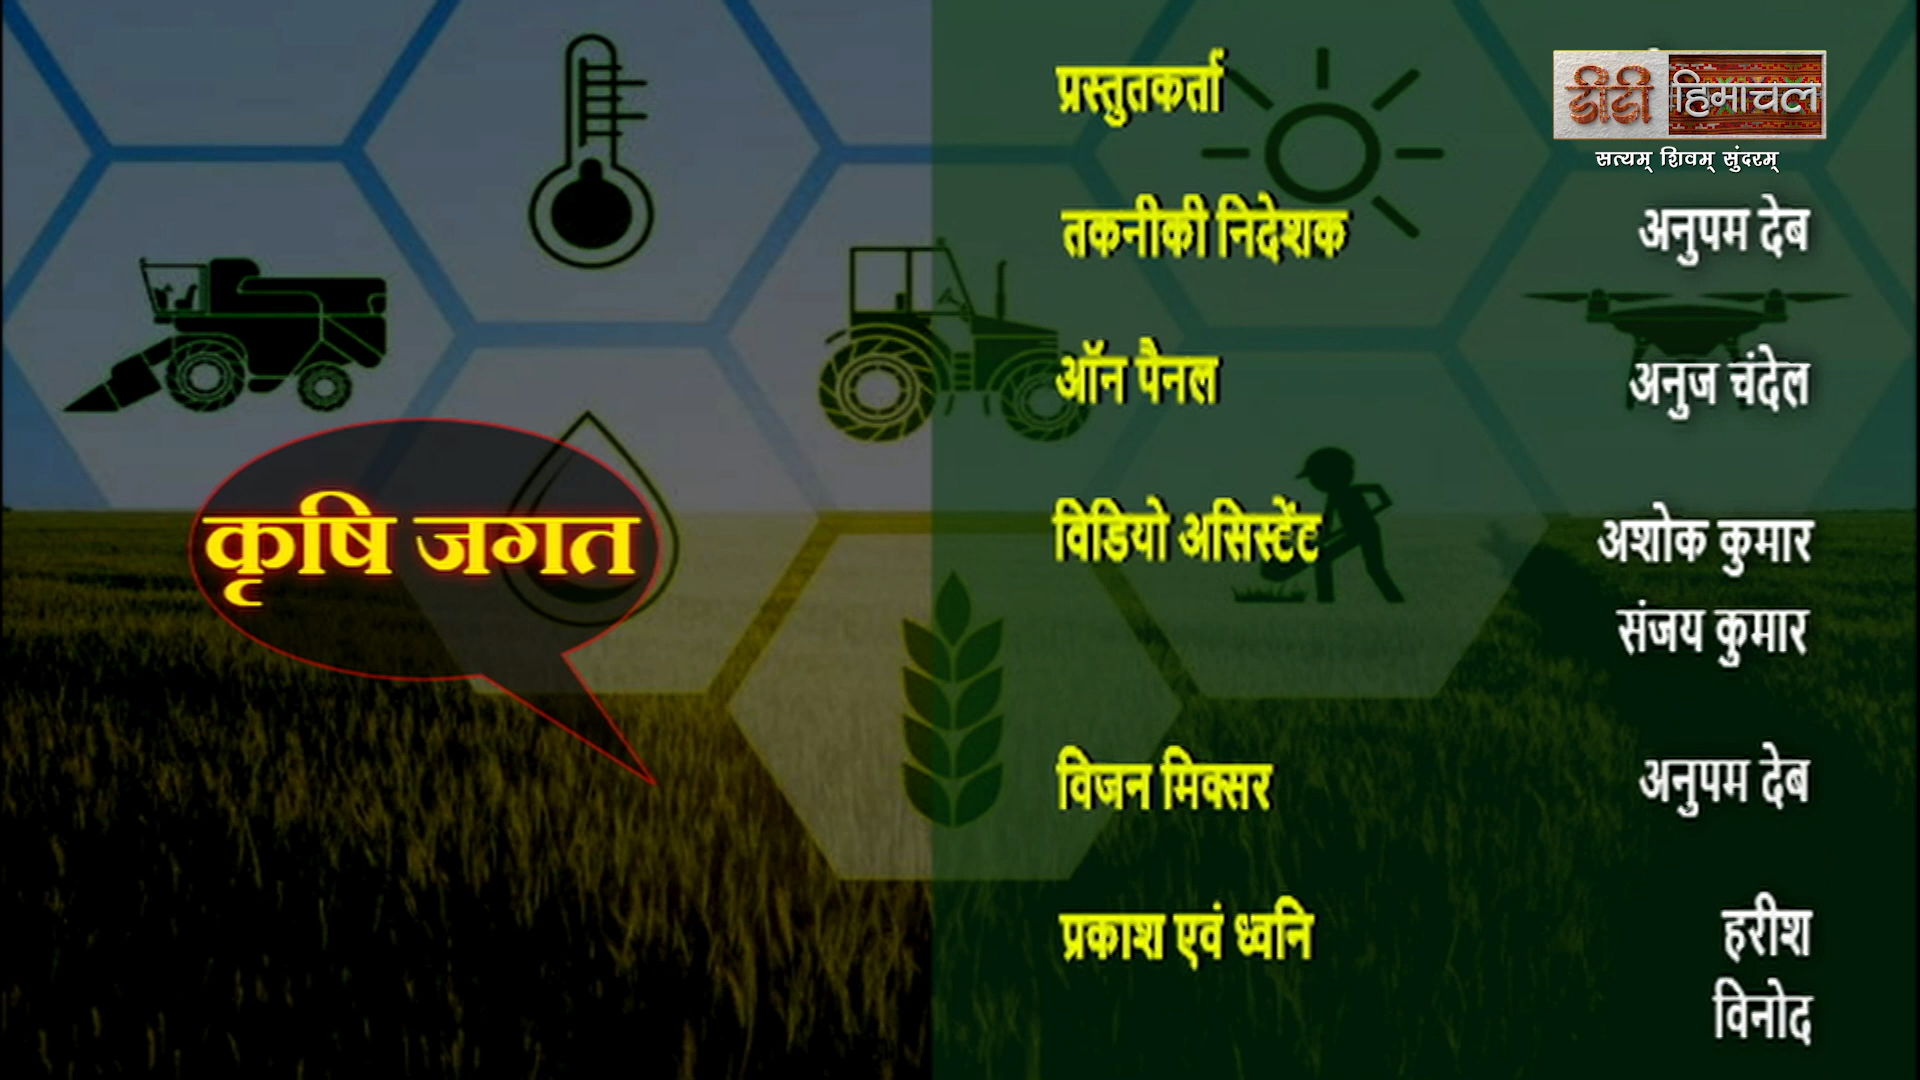 प्रस्तुतकर्ता
डीडी हिमाचल
सत्यम् शिवम् सुंदरम्
तकनीकी निदेशक अनुपम देब
ऑन पैनल अनुज चंदेल
कृषि जगत
विडियो असिस्टेंट अशोक कुमार
संजय कुमार
विजन मिक्सर अनुपम देब
प्रकाश एवं ध्वनि हरीश
विनोद